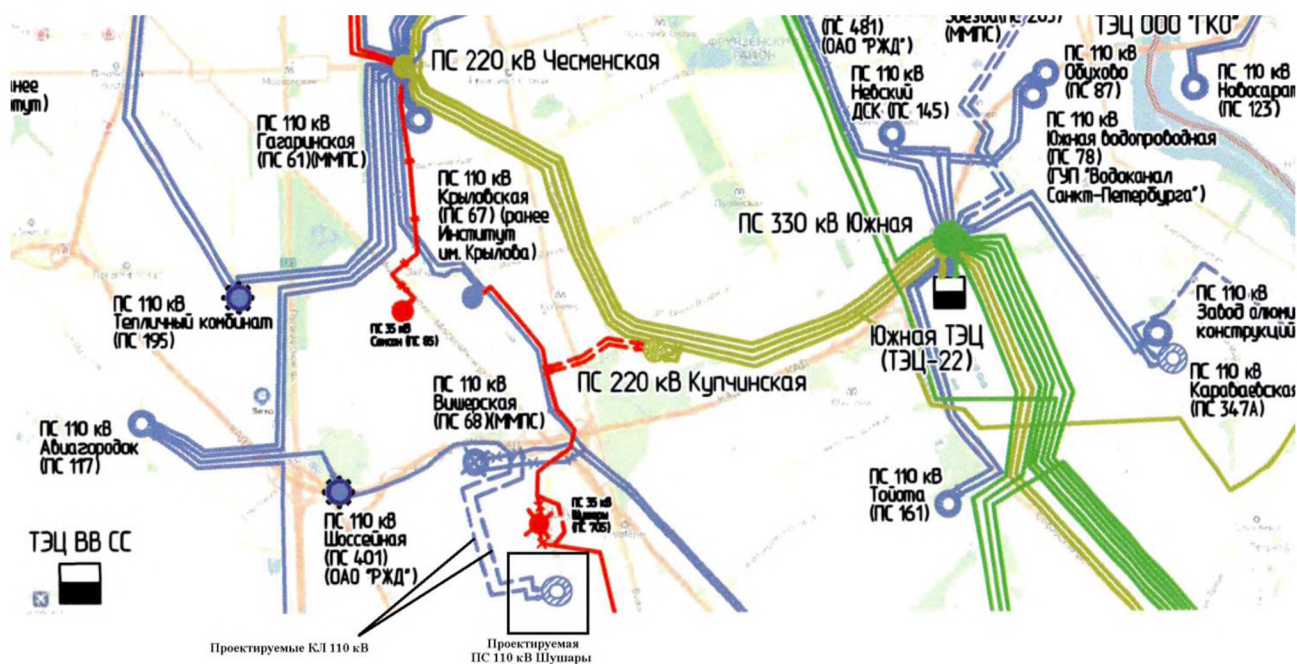 ПС 220 кВ Чесменская
ПС 481)
(ОАО "РЖД")
(ММПС)
ТЭЦ ООО "ГКО"
ПС 110 кВ
Обухово
(ПС 87)
ПС 110 кВ
Новосарат
(ПС 123)
ПС 110 кВ
Невский
ДСК (ПС 145)
ПС 110 кВ
Гагаринская
(ПС 61)(ММПС)
ПС 110 кВ
Южная водопроводная
(ПС 78)
(ГУП "Водоканал
Санкт-Петербурга")
ПС 110 кВ
Крыловская
(ПС 67) (ранее
Институт
им. Крылова)
ПС 330 кВ Южная
ПС 110 кВ
Тепличный комбинат
(ПС 195)
ПС 35 кВ
Самсон (ПС 85)
ПС 110 кВ
Завод алюми
конструкций
Южная ТЭЦ
(ТЭЦ-22)
ПС 220 кВ Купчинская
ПС 110 кВ
Караваевская
(ПС 347А)
ПС 110 кВ
Вишерская
(ПС 68)(ММПС)
ПС 110 кВ
Авиагородок
(ПС 117)
ПС 110 кВ
Тойота
(ПС 161)
ПС 35 кВ
Шушары
(ПС 705)
ПС 110 кВ
Шоссейная
(ПС 401)
(ОАО "РЖД")
ТЭЦ ВВ СС
Проектируемые КЛ 110 кВ
Проектируемая
ПС 110 кВ Шушары